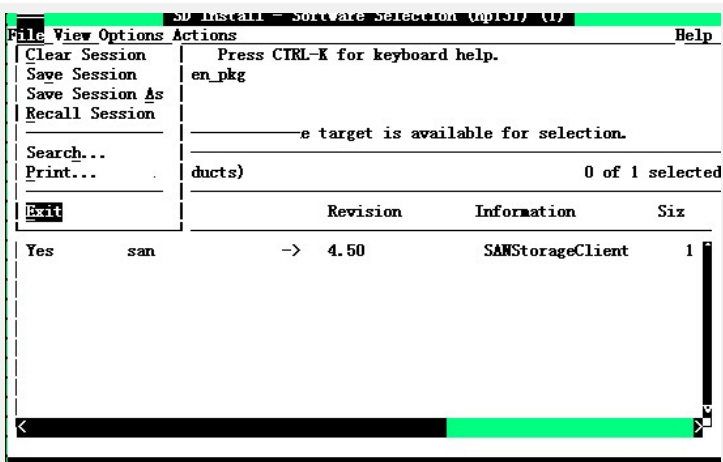 SD Install - Software Selection (hp151) (1)
File View Options Actions Help
Clear Session Press CTRL-K for keyboard help.
Save Session en_pkg
Save Session As
Recall Session
e target is available for selection.
Search...
Print... ducts) 0 of 1 selected
Exit Revision Information Siz
Yes san -> 4.50 SANStorageClient 1